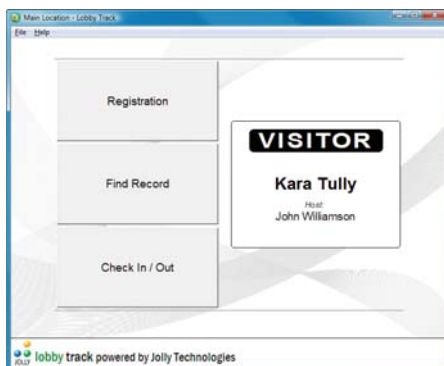 Main Location - Lobby Track
File Help
Registration
Find Record
Check In / Out
VISITOR
Kara Tully
Host:
John Williamson
JOLLY
lobby track powered by Jolly Technologies